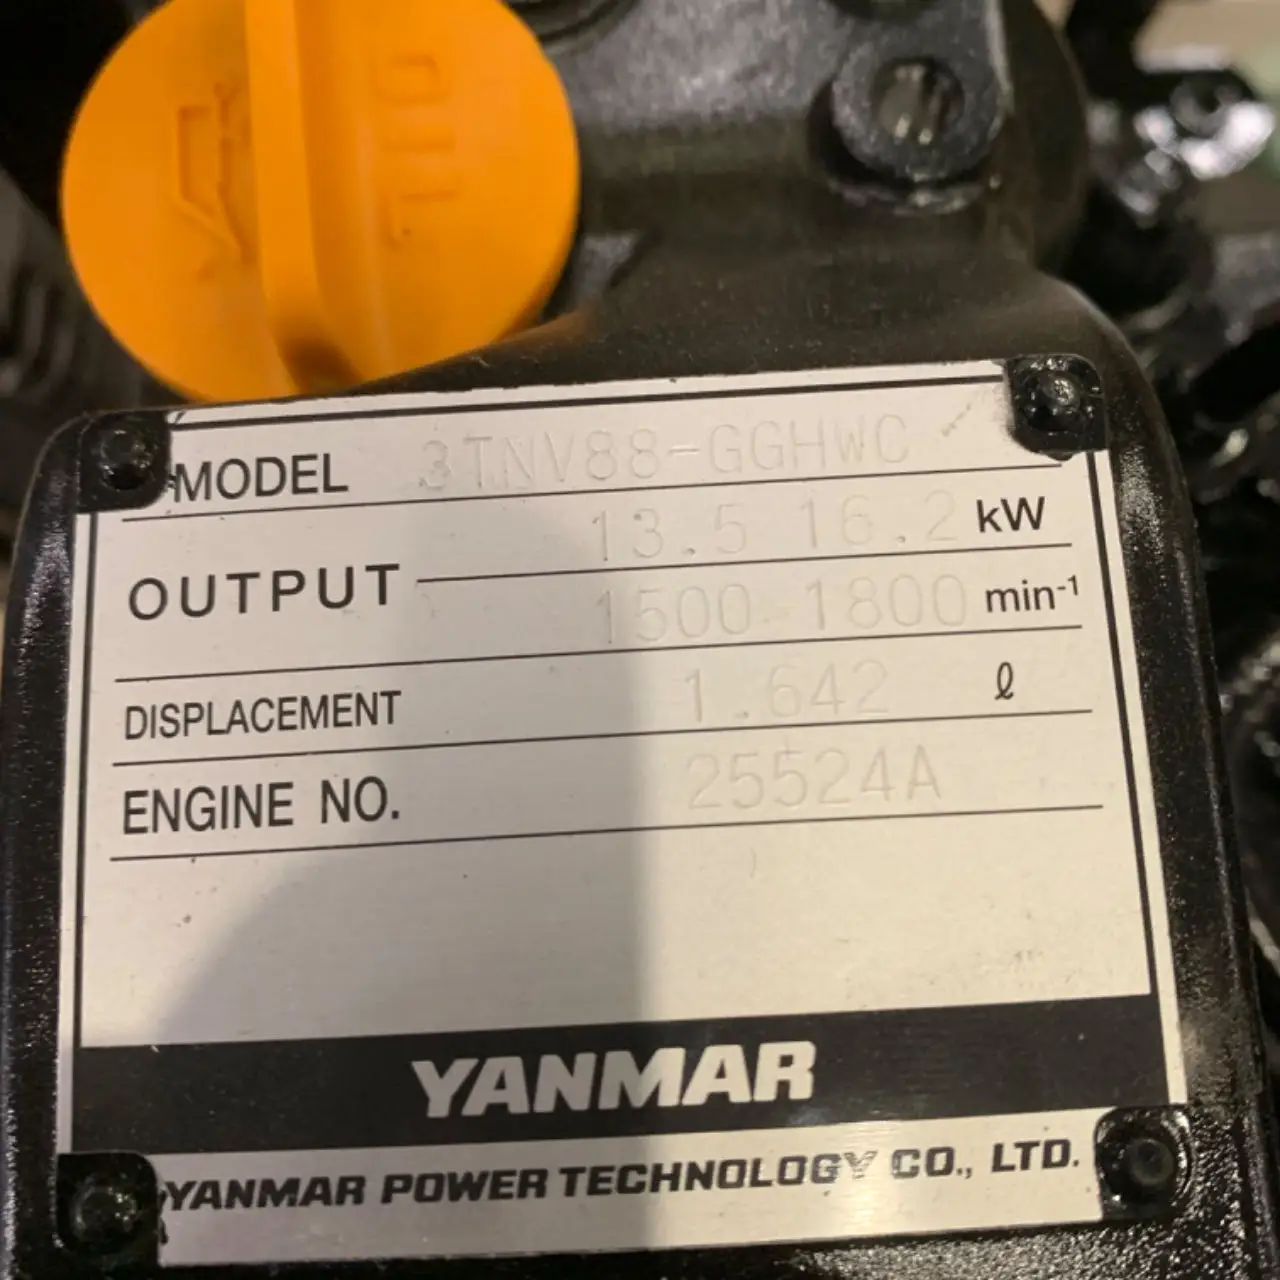 OIL
MODEL 3TNV88-GGHWC
13.5 16.2 kW
OUTPUT
1500-1800 min-1
DISPLACEMENT 1.642 ℓ
ENGINE NO. 25524A
YANMAR
YANMAR POWER TECHNOLOGY CO., LTD.